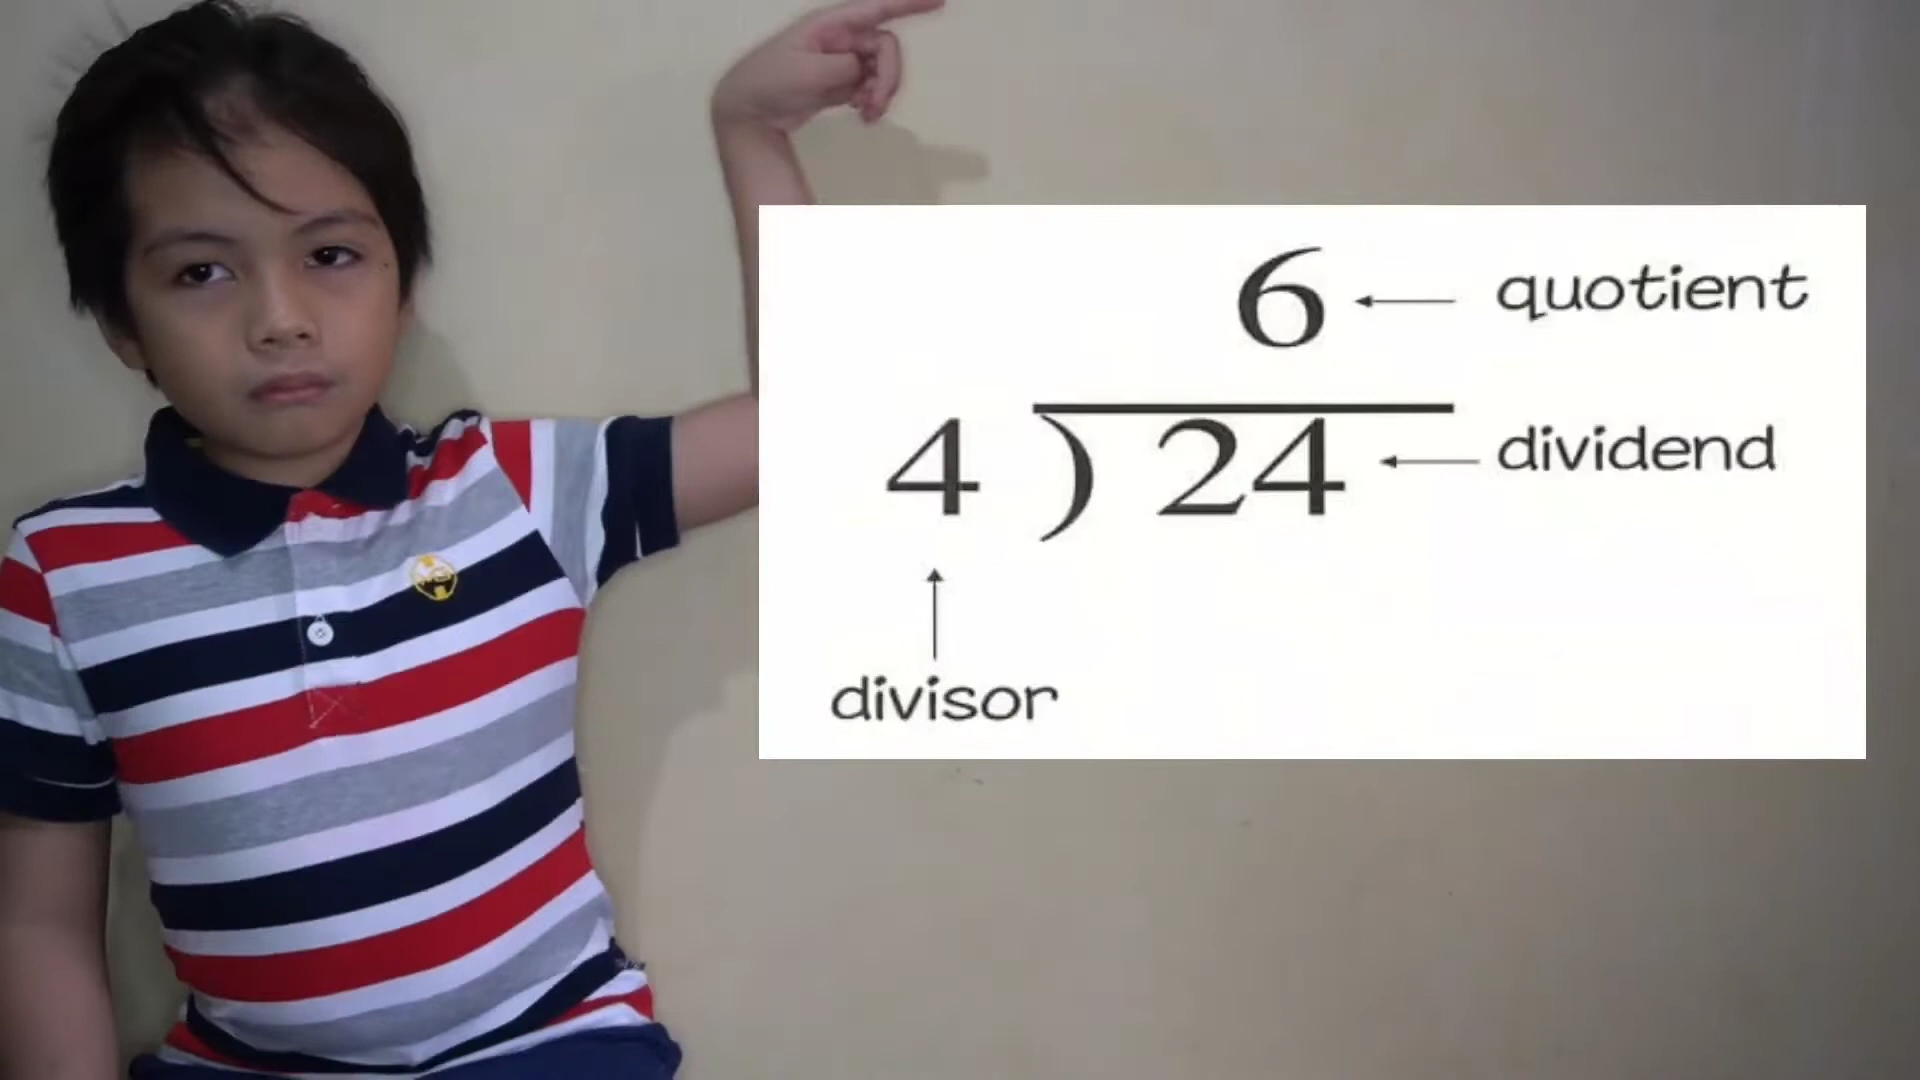 6 ← quotient
4 ) 24 ← dividend
↑
divisor